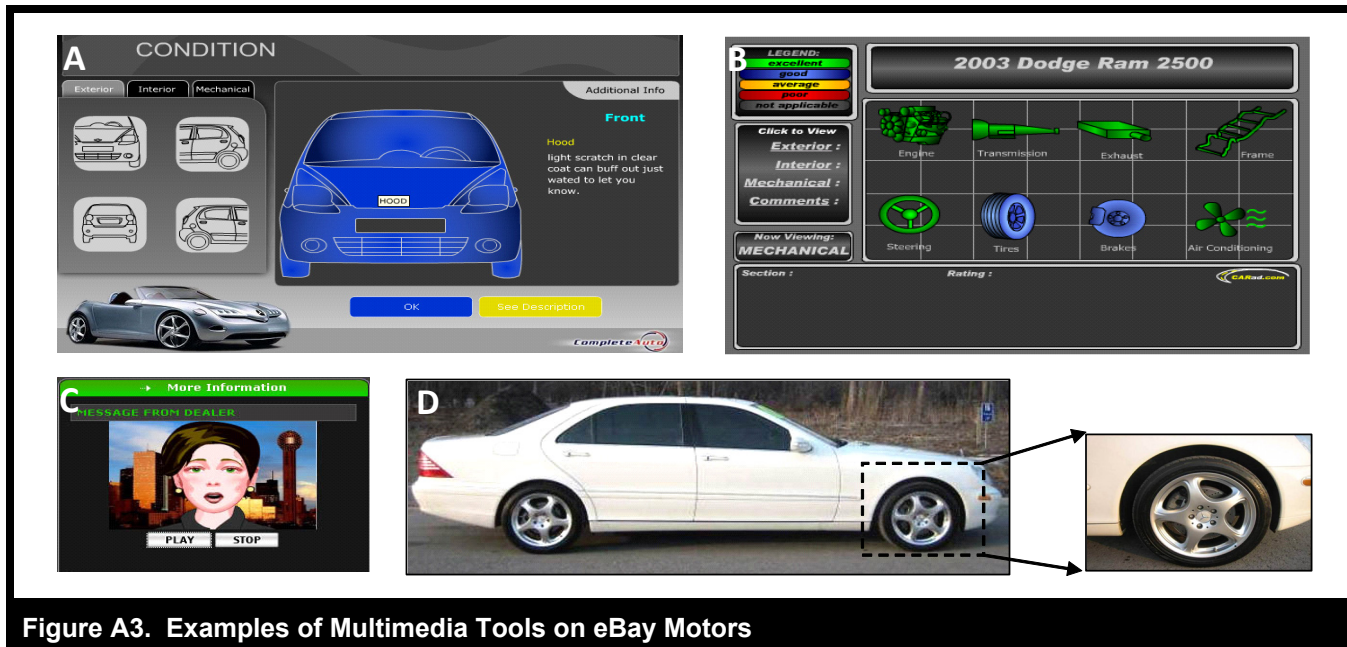 A
CONDITION
Exterior
Interior
Mechanical
Additional Info
Front
Hood
light scratch in clear
coat can buff out just
wated to let you
know.
HOOD
OK
See Description
CompleteAuto
B
LEGEND:
excellent
good
average
poor
not applicable
2003 Dodge Ram 2500
Click to View
Exterior :
Interior :
Mechanical :
Comments :
Now Viewing:
MECHANICAL
Engine
Transmission
Exhaust
Frame
Steering
Tires
Brakes
Air Conditioning
Section :
Rating :
CARad.com
C
→ More Information
MESSAGE FROM DEALER
PLAY
STOP
D
Figure A3. Examples of Multimedia Tools on eBay Motors